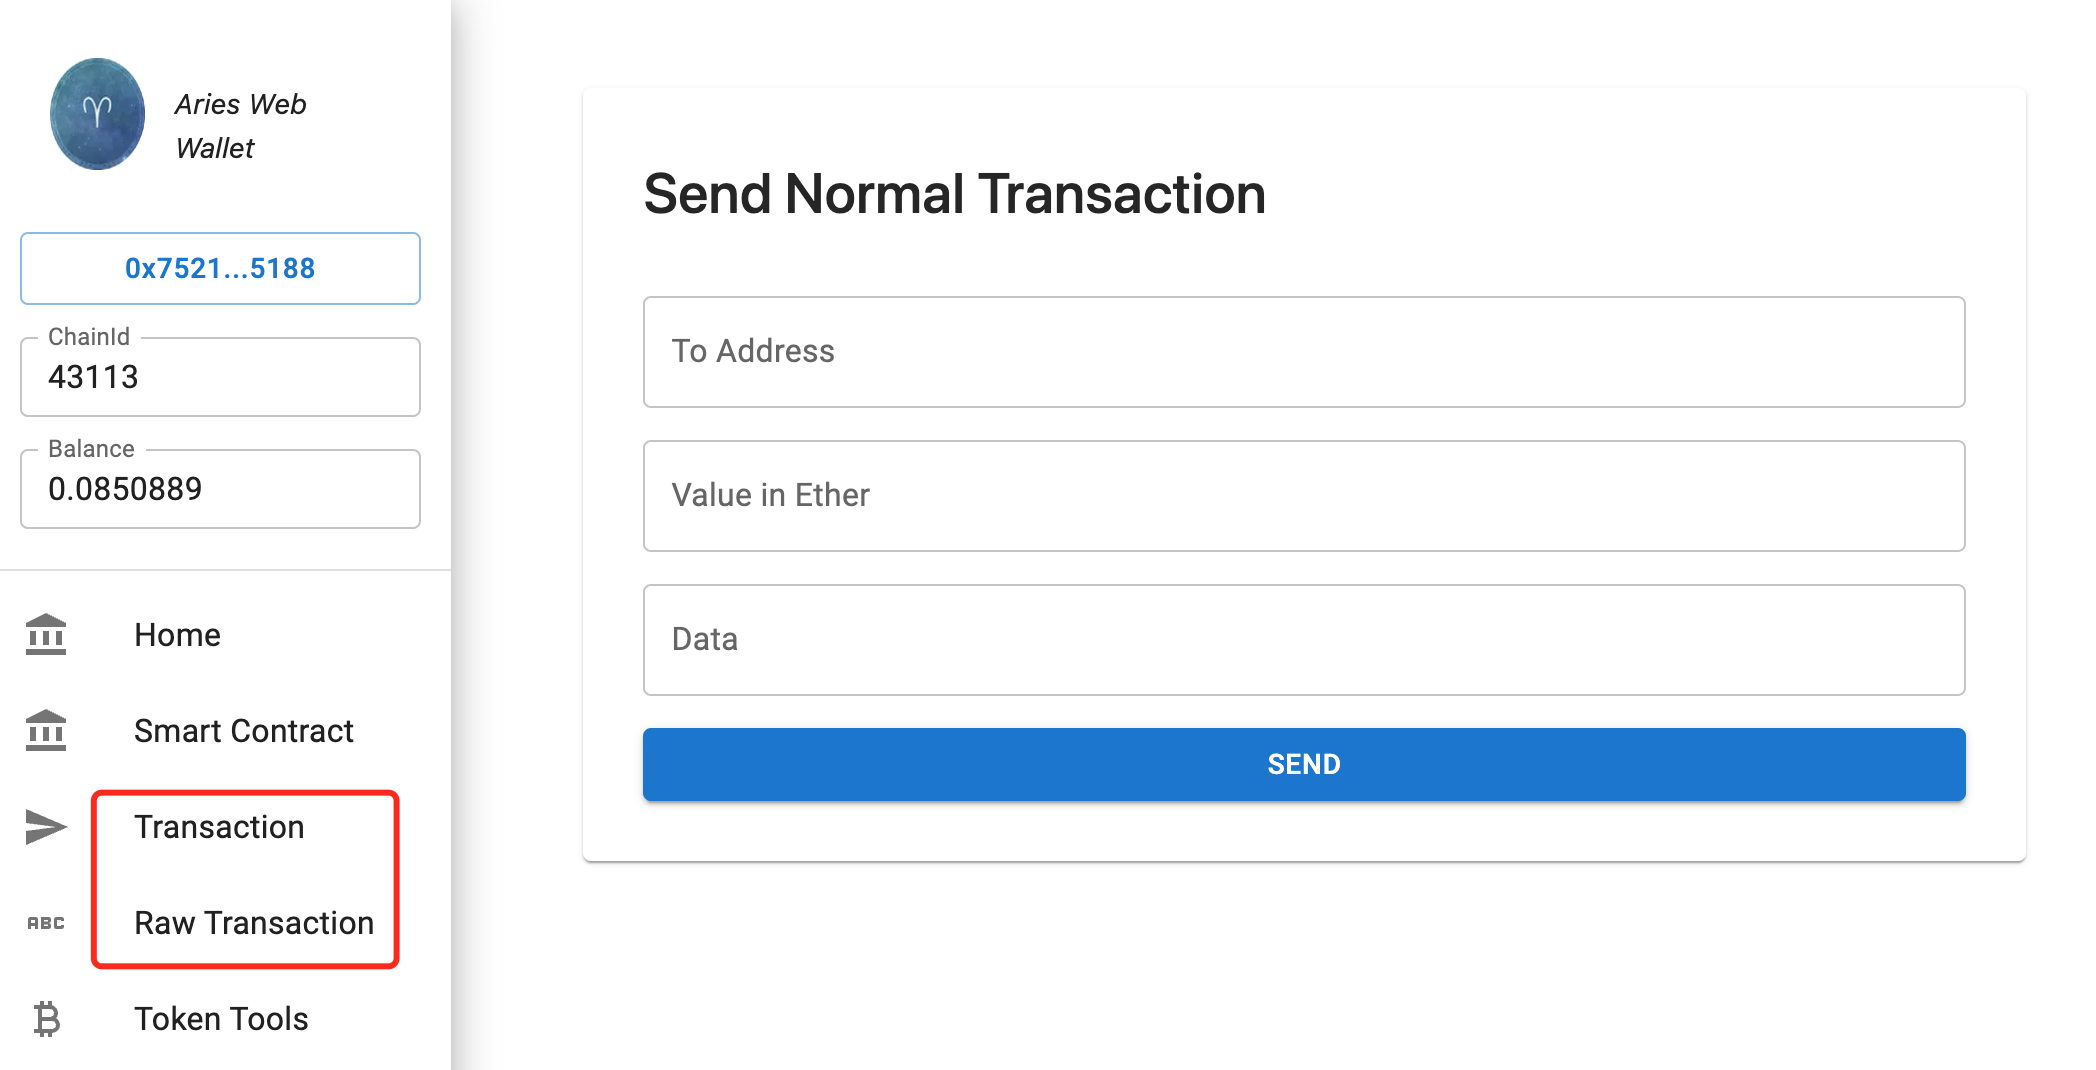 Aries Web
Wallet
0x7521...5188
ChainId
43113
Balance
0.0850889
Home
Smart Contract
Transaction
ABC
Raw Transaction
Token Tools
Send Normal Transaction
To Address
Value in Ether
Data
SEND